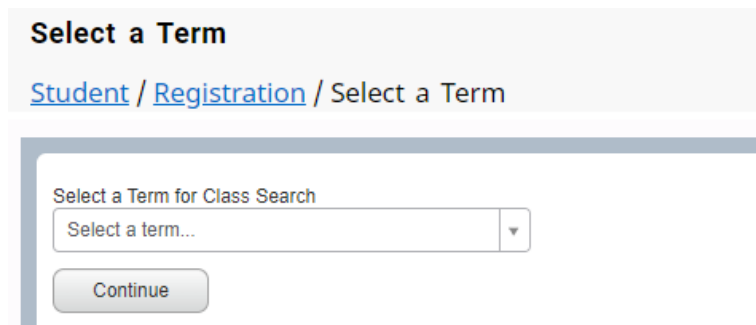 Select a Term
Student / Registration / Select a Term
Select a Term for Class Search
Select a term...
Continue